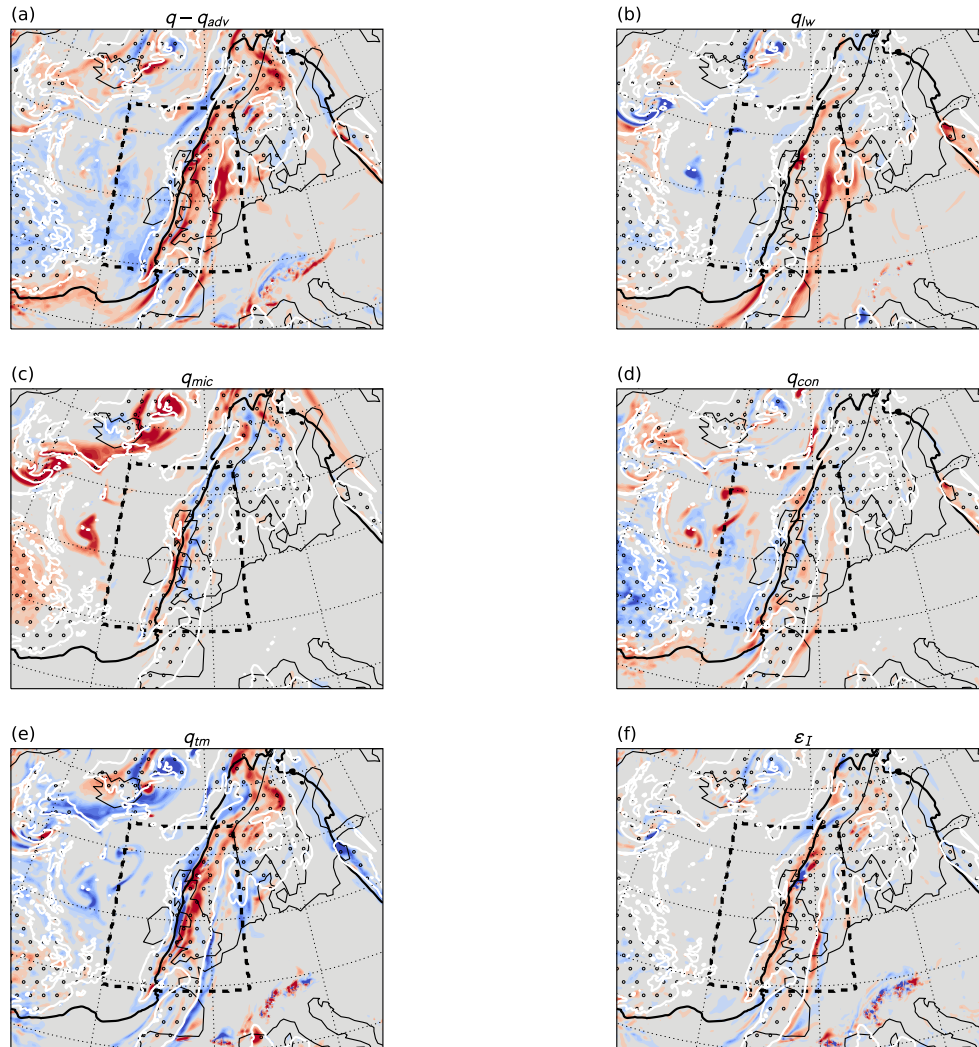 (a)
q − q_adv
(b)
q_lw
(c)
q_mic
(d)
q_con
(e)
q_tm
(f)
ε_I